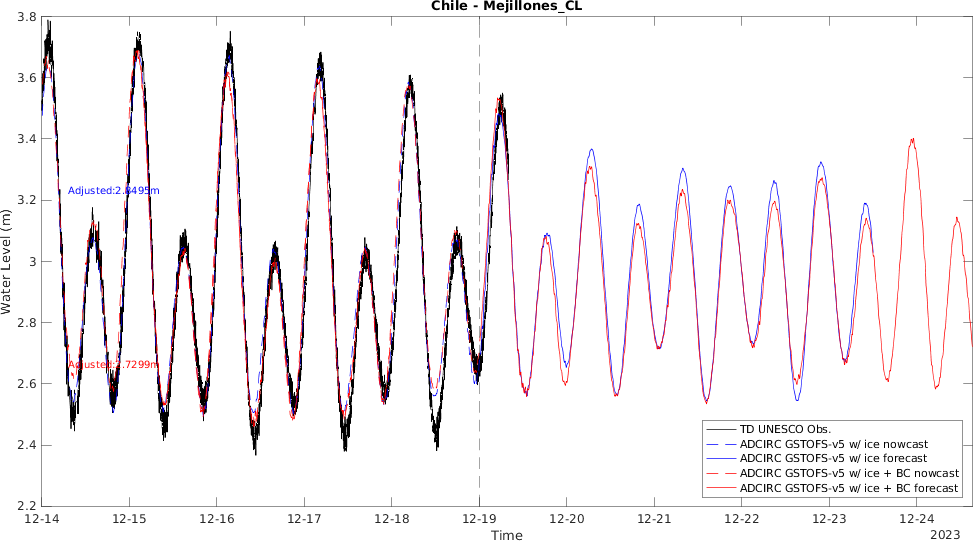 Chile - Mejillones_CL
3.8
3.6
3.4
3.2
3
2.8
2.6
2.4
2.2
Water Level (m)
Adjusted:2.8495m
Adjusted:2.7299m
TD UNESCO Obs.
ADCIRC GSTOFS-v5 w/ ice nowcast
ADCIRC GSTOFS-v5 w/ ice forecast
ADCIRC GSTOFS-v5 w/ ice + BC nowcast
ADCIRC GSTOFS-v5 w/ ice + BC forecast
12-14 12-15 12-16 12-17 12-18 12-19 12-20 12-21 12-22 12-23 12-24
Time
2023